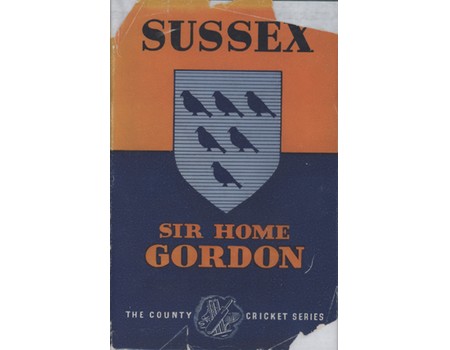 SUSSEX
SIR HOME
GORDON
THE COUNTY CRICKET SERIES